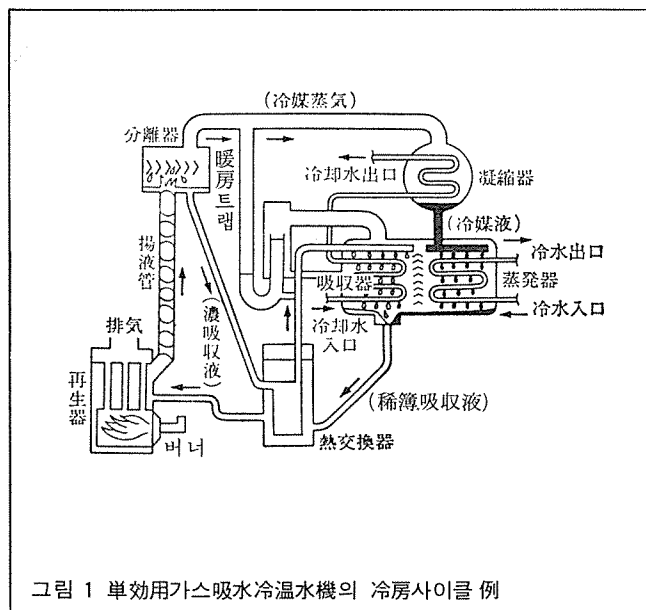 (冷媒蒸気)
分離器
暖房트랩
冷却水出口
凝縮器
(冷媒液)
冷水出口
揚液管
吸収器
蒸発器
冷却水
入口
冷水入口
(濃吸収液)
排気
再生器
(稀簿吸収液)
버너
熱交換器
그림 1 単効用가스吸水冷温水機의 冷房사이클 例